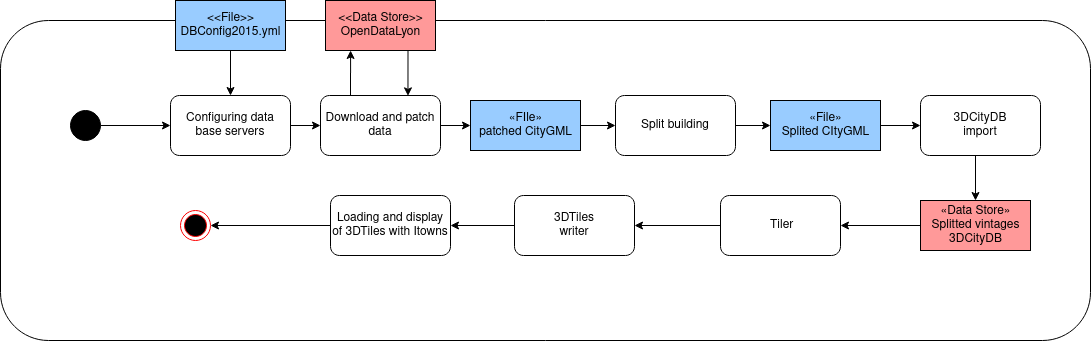 <<File>>
DBConfig2015.yml
<<Data Store>>
OpenDataLyon
Configuring data
base servers
Download and patch
data
«FIle»
patched CityGML
Split building
«File»
Splited CItyGML
3DCityDB
import
Loading and display
of 3DTiles with Itowns
3DTiles
writer
Tiler
«Data Store»
Splitted vintages
3DCityDB